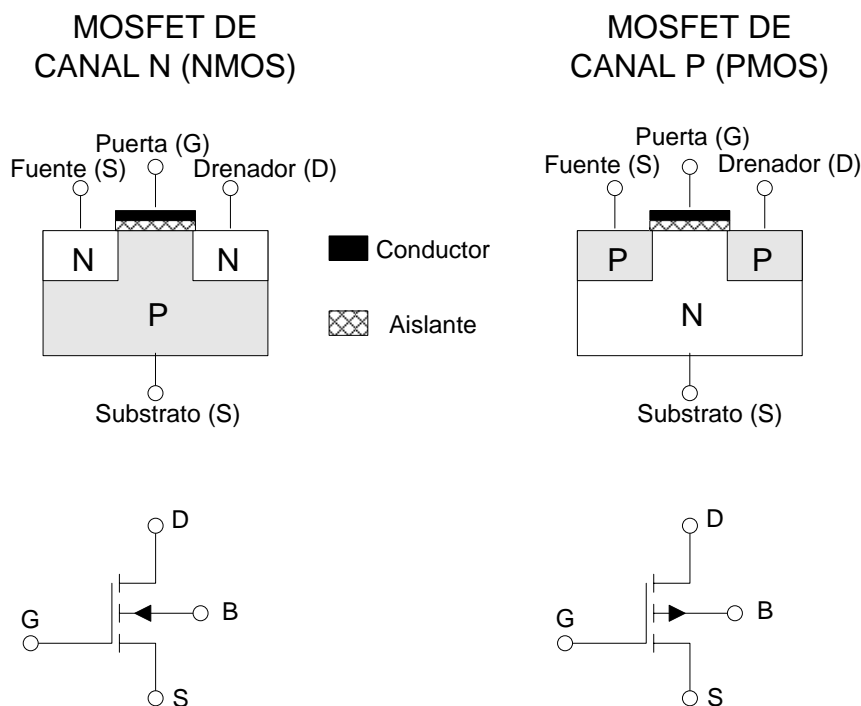 MOSFET DE
CANAL N (NMOS)
MOSFET DE
CANAL P (PMOS)
Puerta (G)
Fuente (S)
Drenador (D)
N
N
P
Substrato (S)
Conductor
Aislante
Puerta (G)
Fuente (S)
Drenador (D)
P
P
N
Substrato (S)
D
B
G
S
D
B
G
S